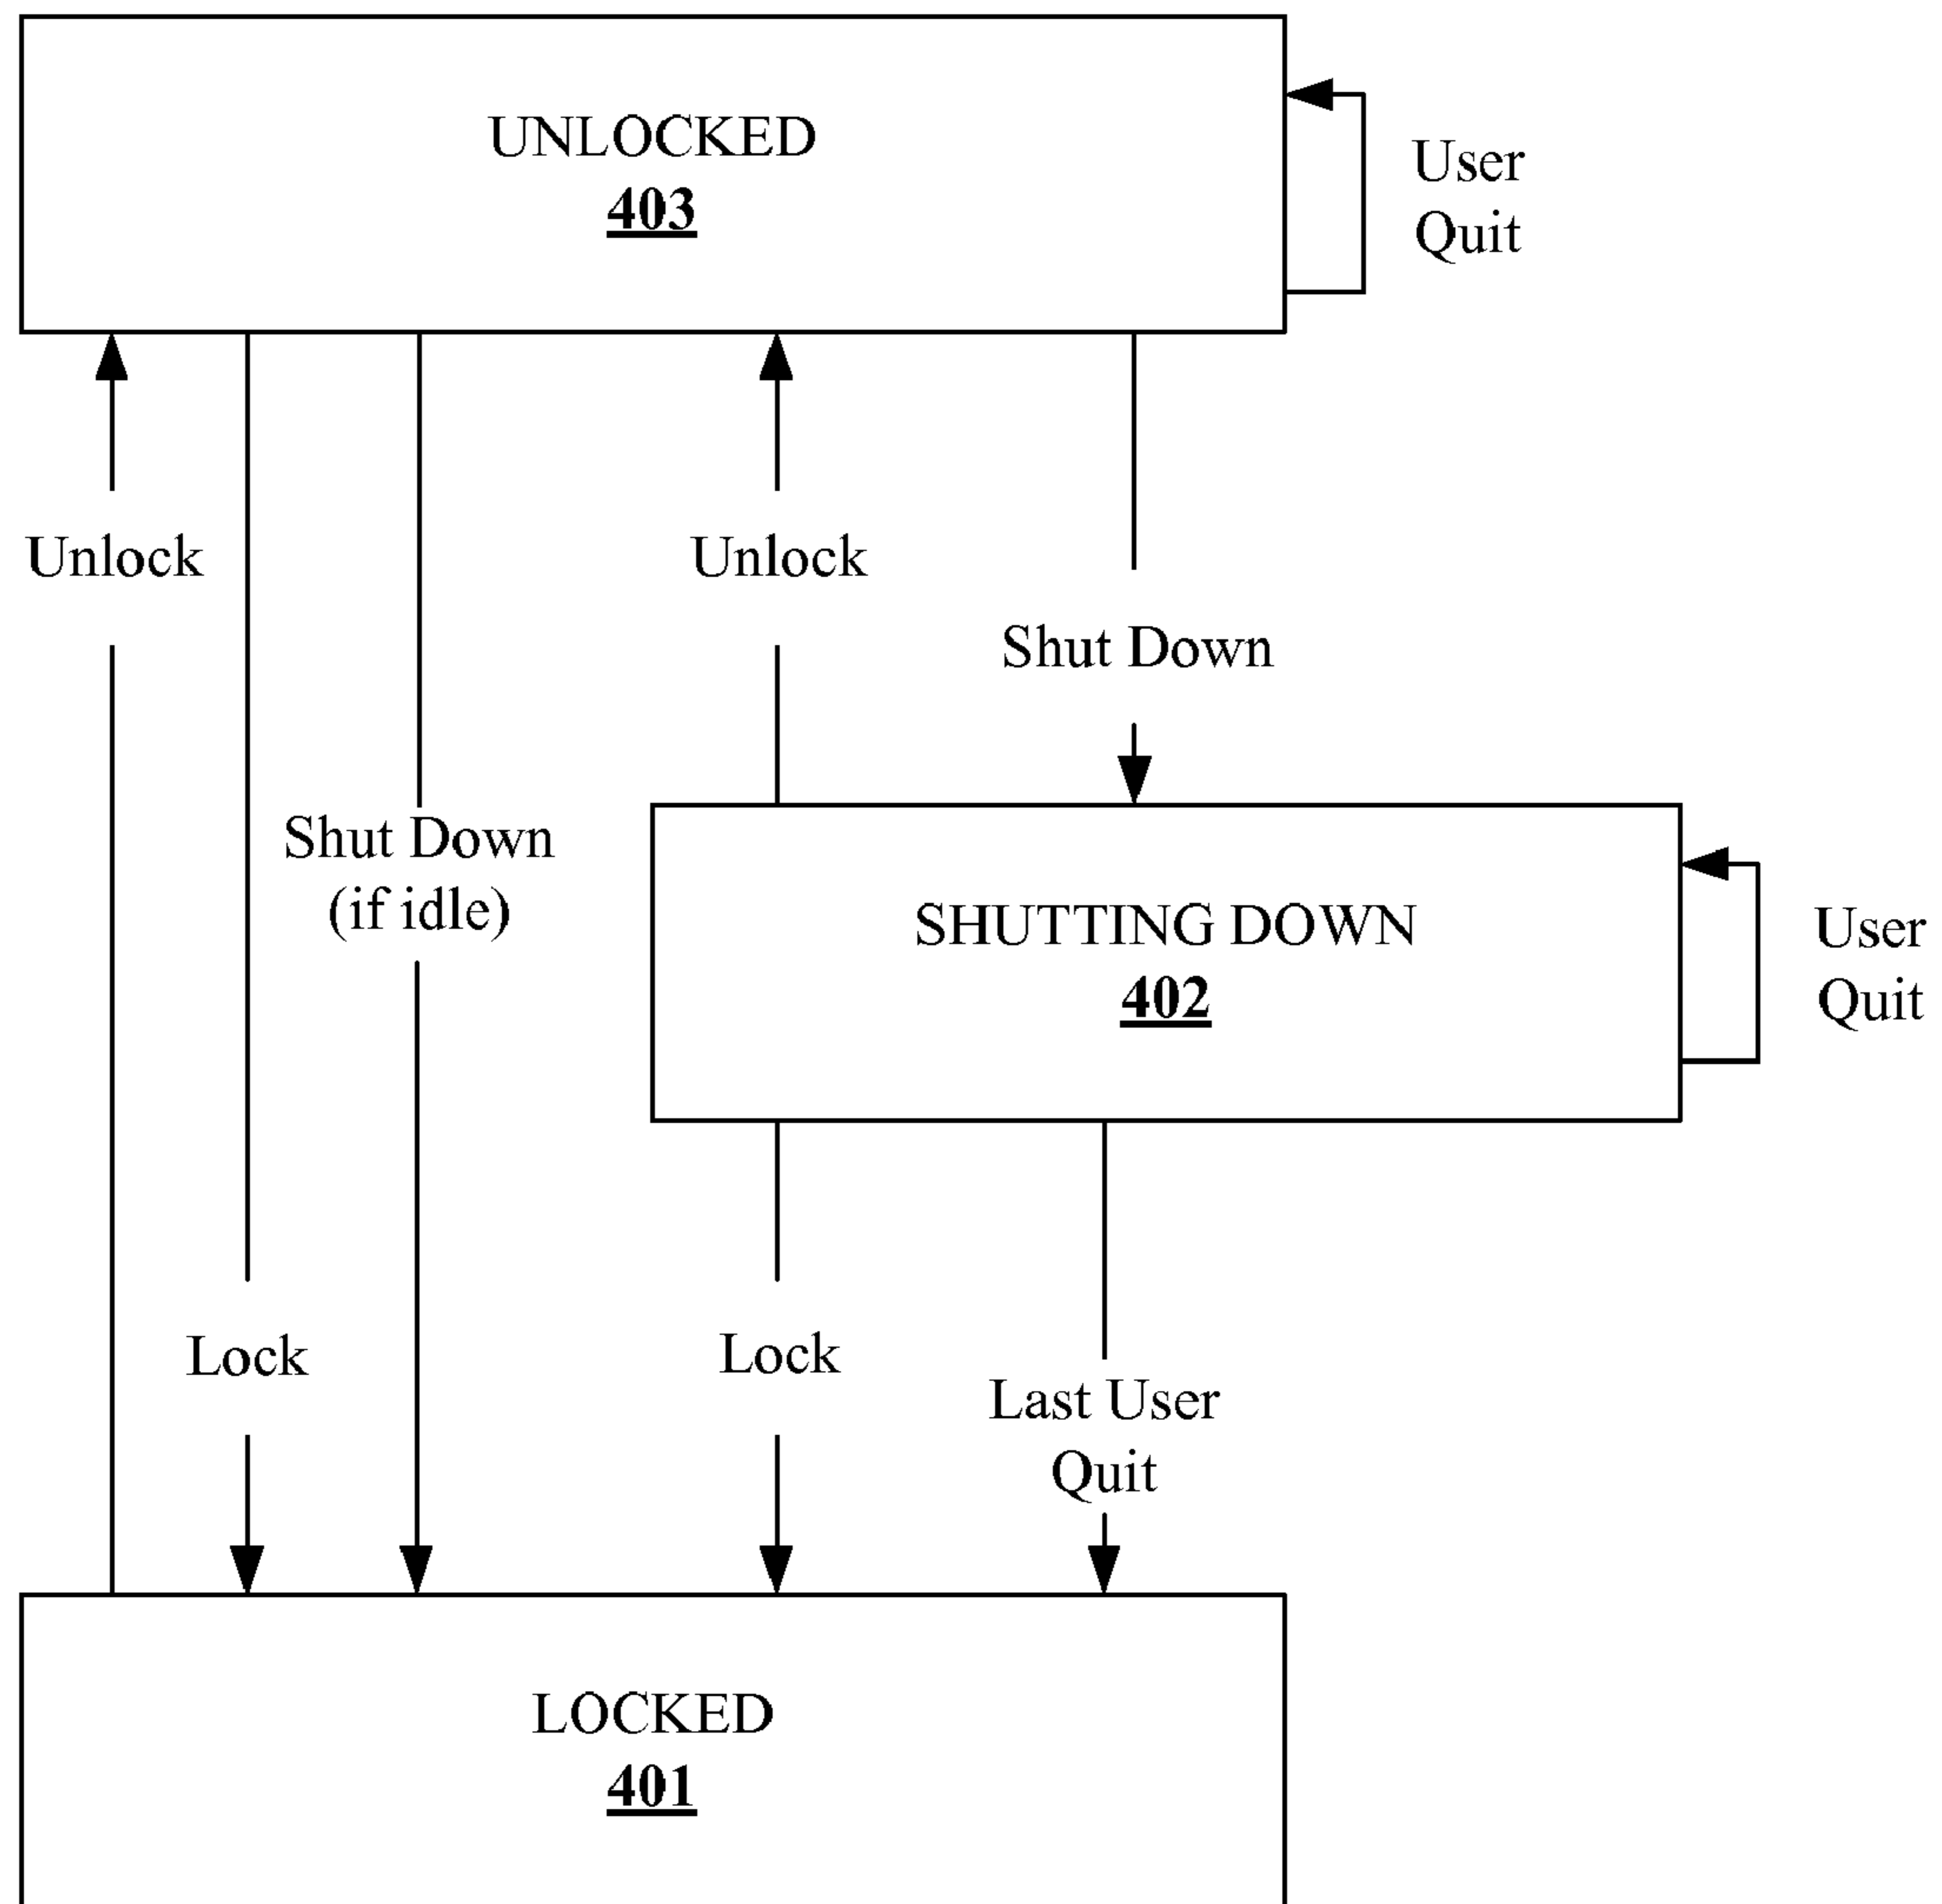 UNLOCKED
403
User
Quit
Unlock
Unlock
Shut Down
Shut Down
(if idle)
SHUTTING DOWN
402
User
Quit
Lock
Lock
Last User
Quit
LOCKED
401